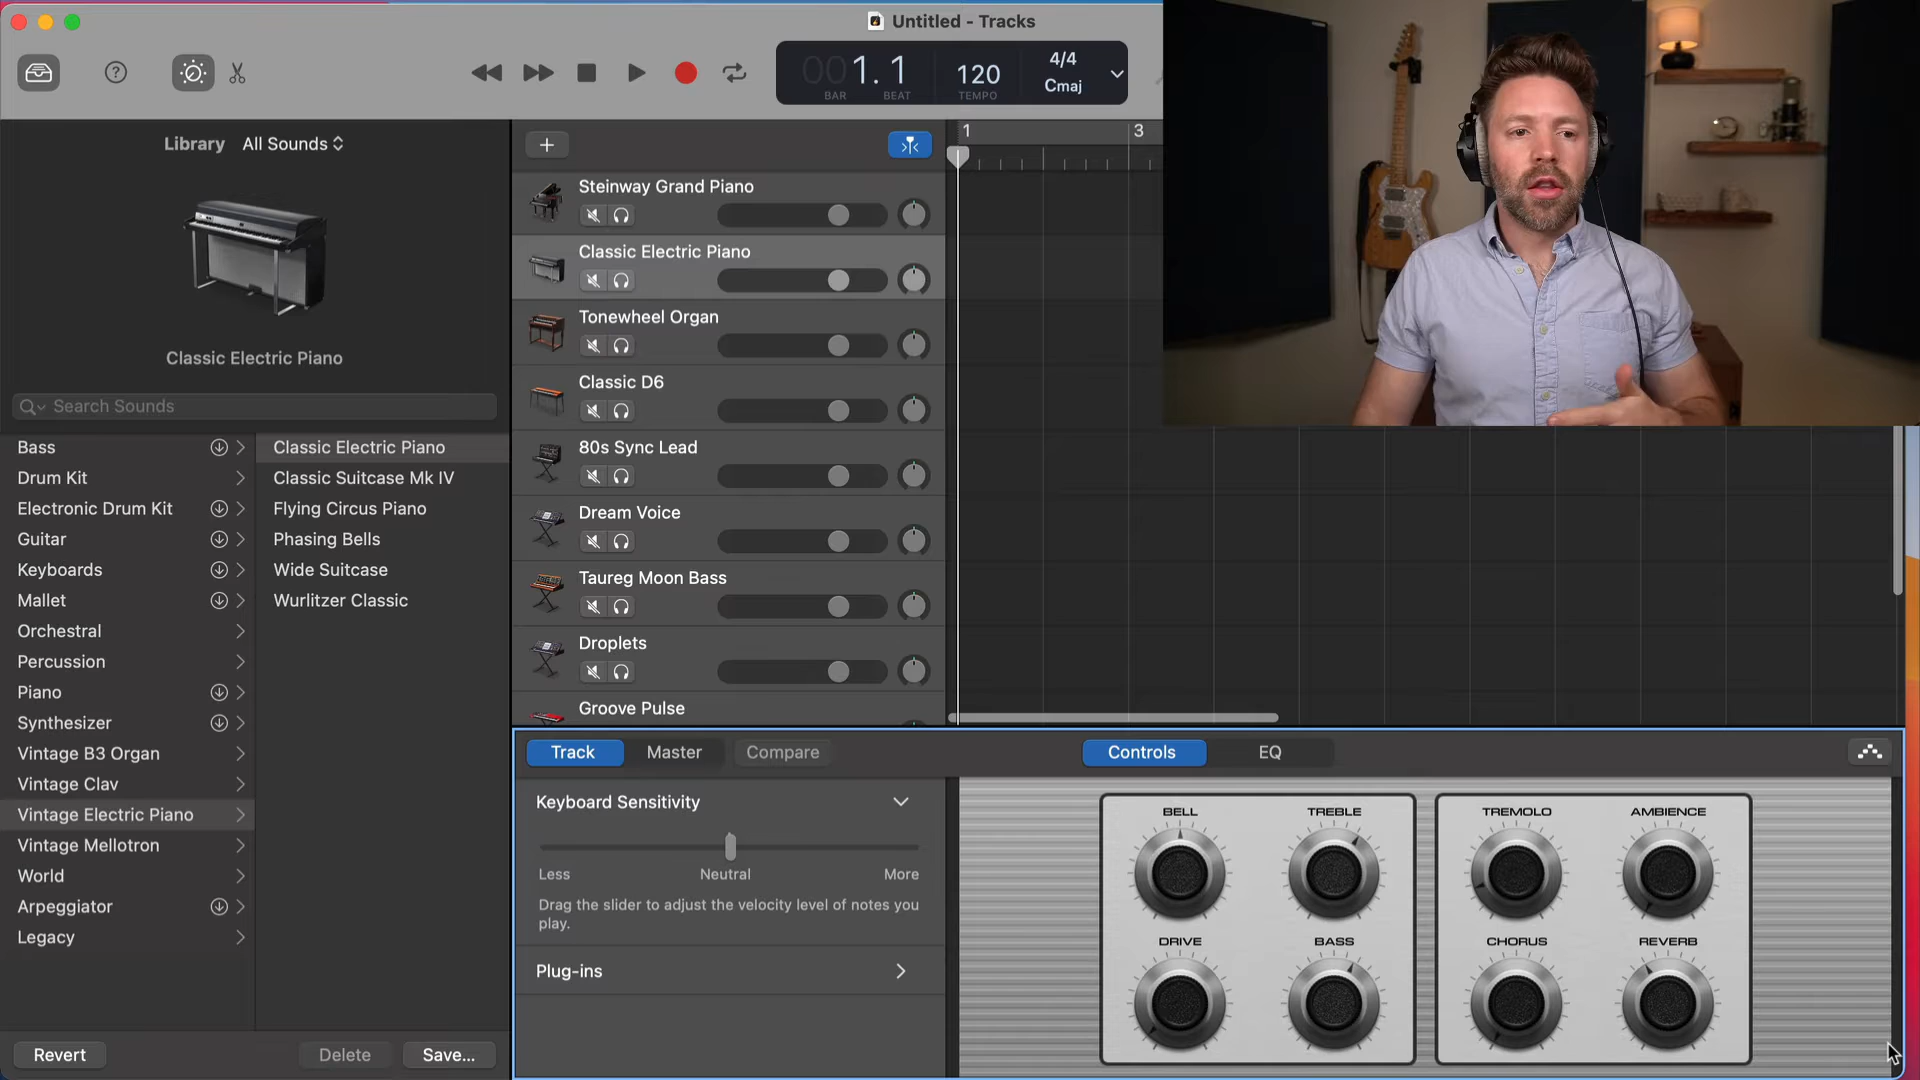 Untitled - Tracks
001. 1
BAR
BEAT
120
TEMPO
4/4
Cmaj
Library All Sounds
Classic Electric Piano
Search Sounds
Bass
Drum Kit
Electronic Drum Kit
Guitar
Keyboards
Mallet
Orchestral
Percussion
Piano
Synthesizer
Vintage B3 Organ
Vintage Clav
Vintage Electric Piano
Vintage Mellotron
World
Arpeggiator
Legacy
Classic Electric Piano
Classic Suitcase Mk IV
Flying Circus Piano
Phasing Bells
Wide Suitcase
Wurlitzer Classic
Revert
Delete
Save...
1
3
Steinway Grand Piano
Classic Electric Piano
Tonewheel Organ
Classic D6
80s Sync Lead
Dream Voice
Taureg Moon Bass
Droplets
Groove Pulse
Track
Master
Compare
Controls
EQ
Keyboard Sensitivity
Less
Neutral
More
Drag the slider to adjust the velocity level of notes you
play.
Plug-ins
BELL
TREBLE
DRIVE
BASS
TREMOLO
AMBIENCE
CHORUS
REVERB